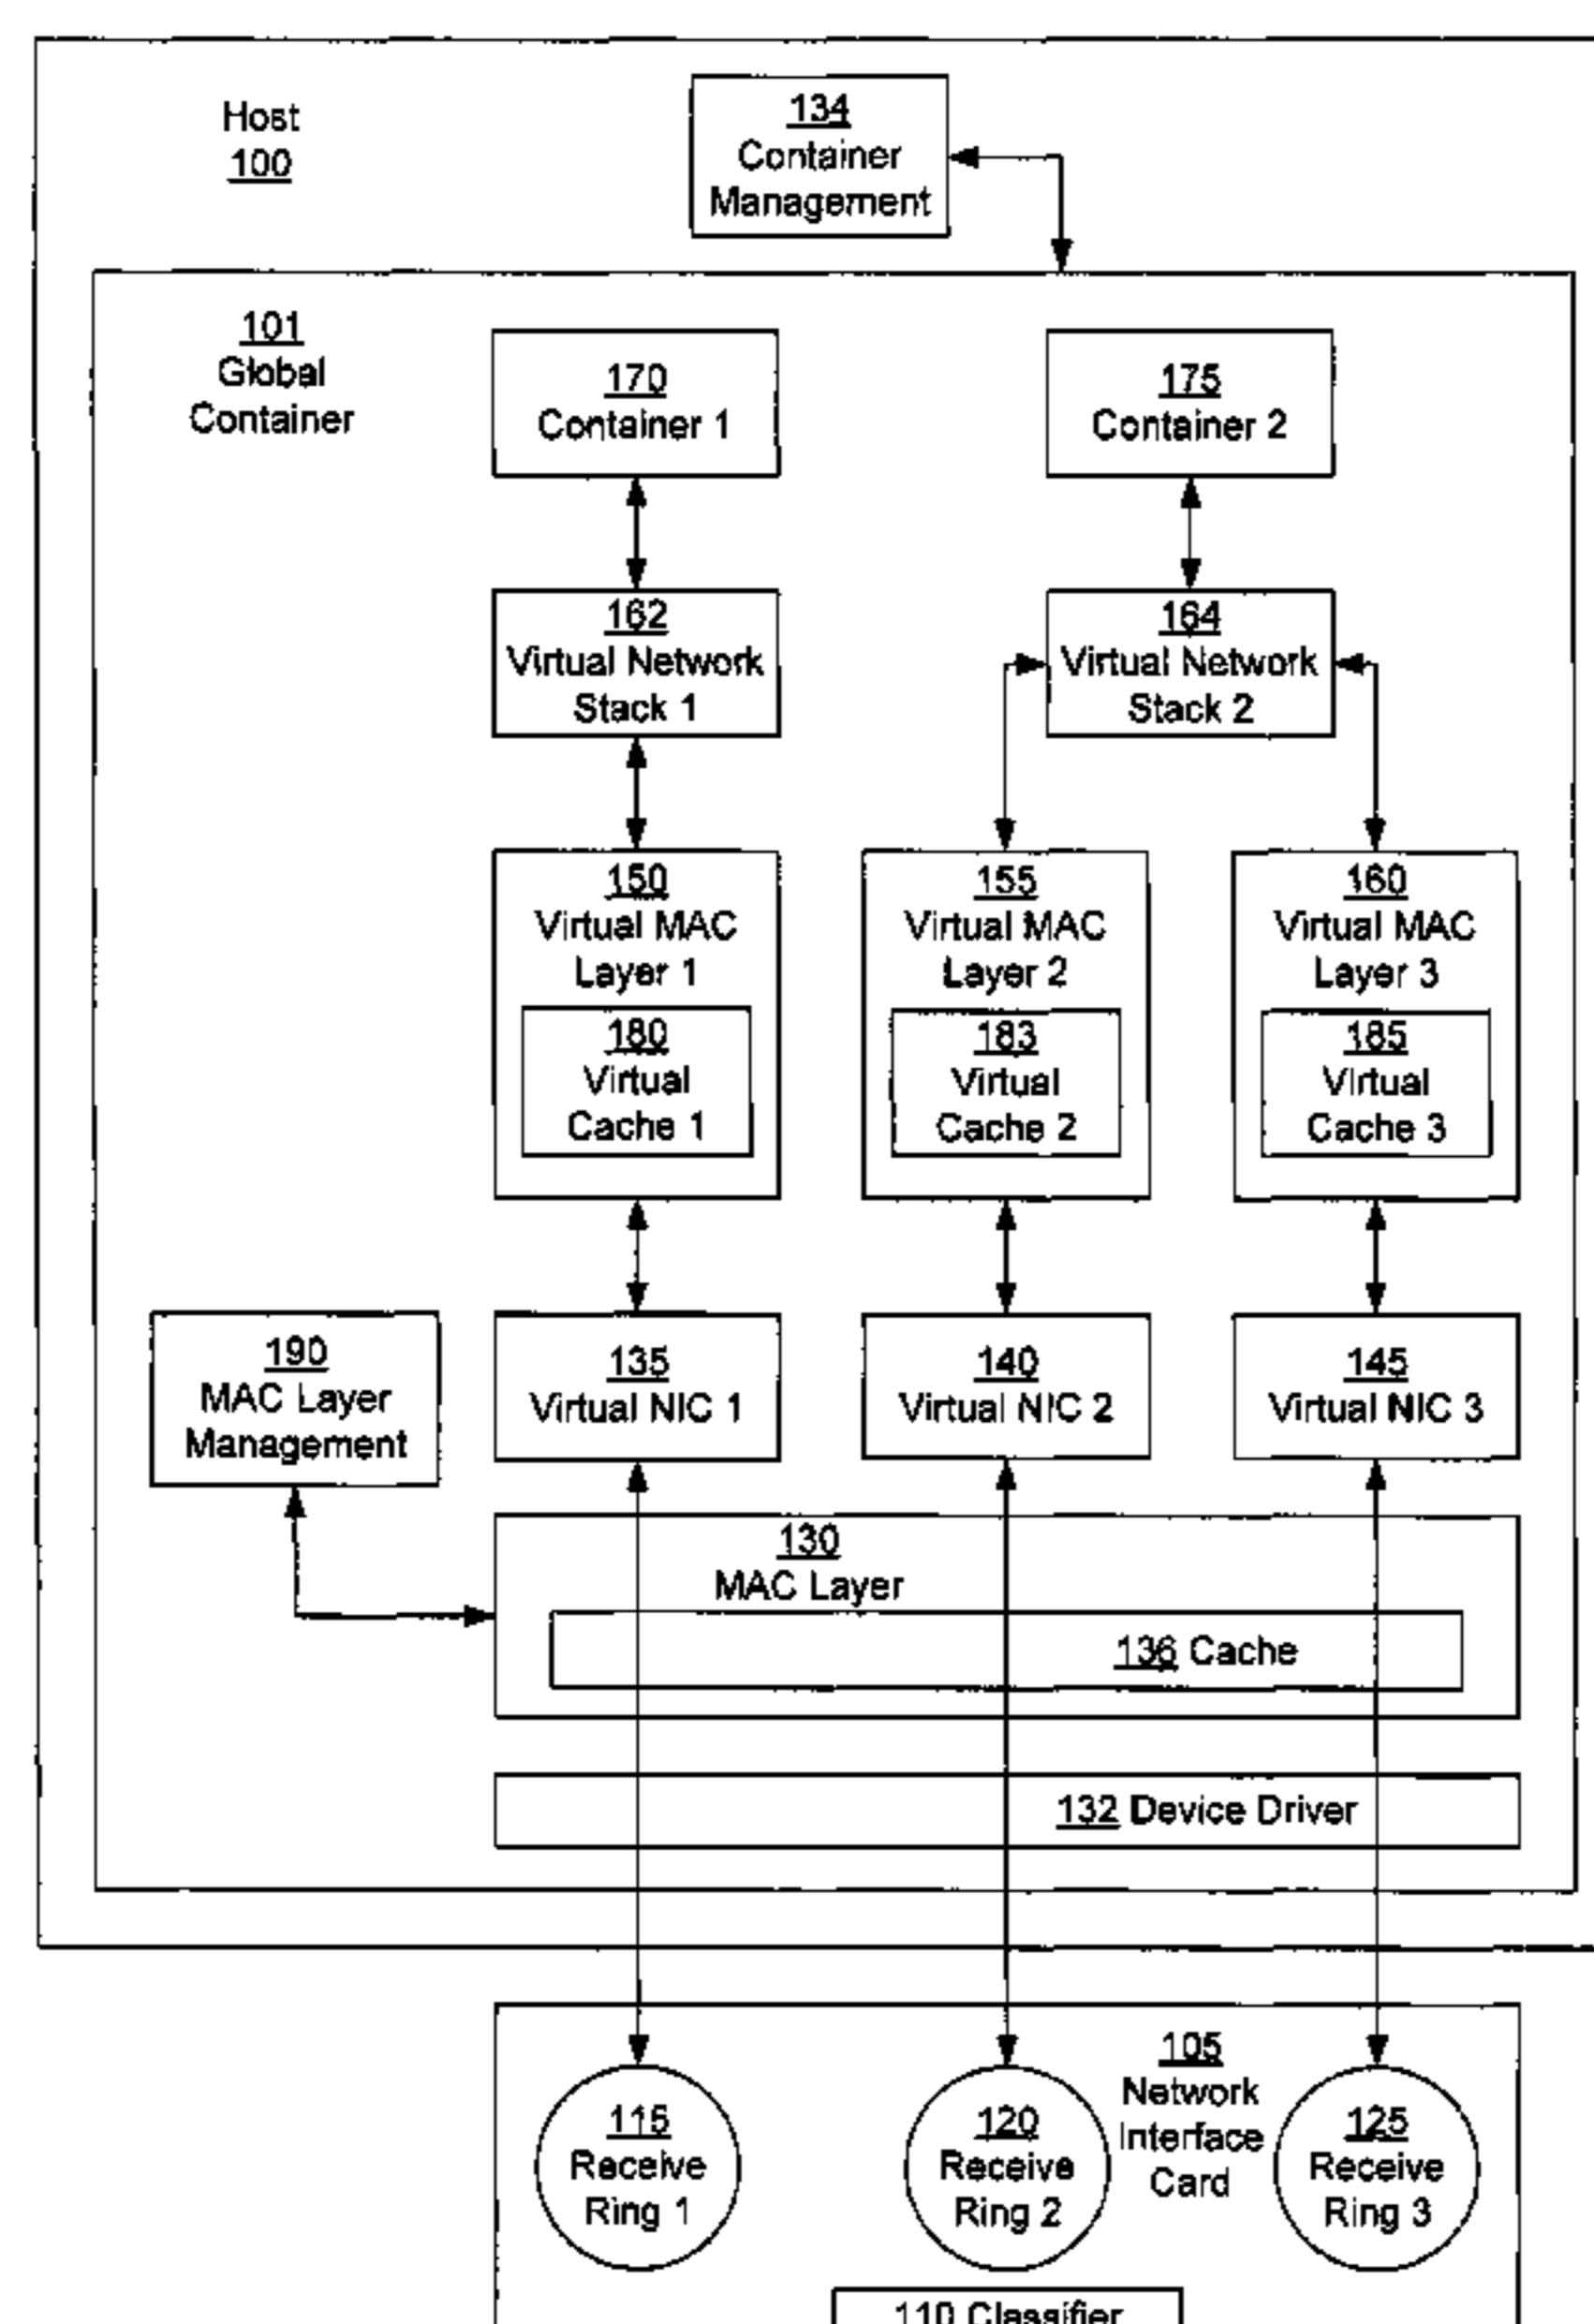 Host
100
134
Container
Management
101
Global
Container
170
Container 1
175
Container 2
162
Virtual Network
Stack 1
164
Virtual Network
Stack 2
150
Virtual MAC
Layer 1
180
Virtual
Cache 1
155
Virtual MAC
Layer 2
183
Virtual
Cache 2
160
Virtual MAC
Layer 3
185
Virtual
Cache 3
190
MAC Layer
Management
135
Virtual NIC 1
140
Virtual NIC 2
145
Virtual NIC 3
130
MAC Layer
136 Cache
132 Device Driver
105
Network
Interface
Card
115
Receive
Ring 1
120
Receive
Ring 2
125
Receive
Ring 3
110 Classifier